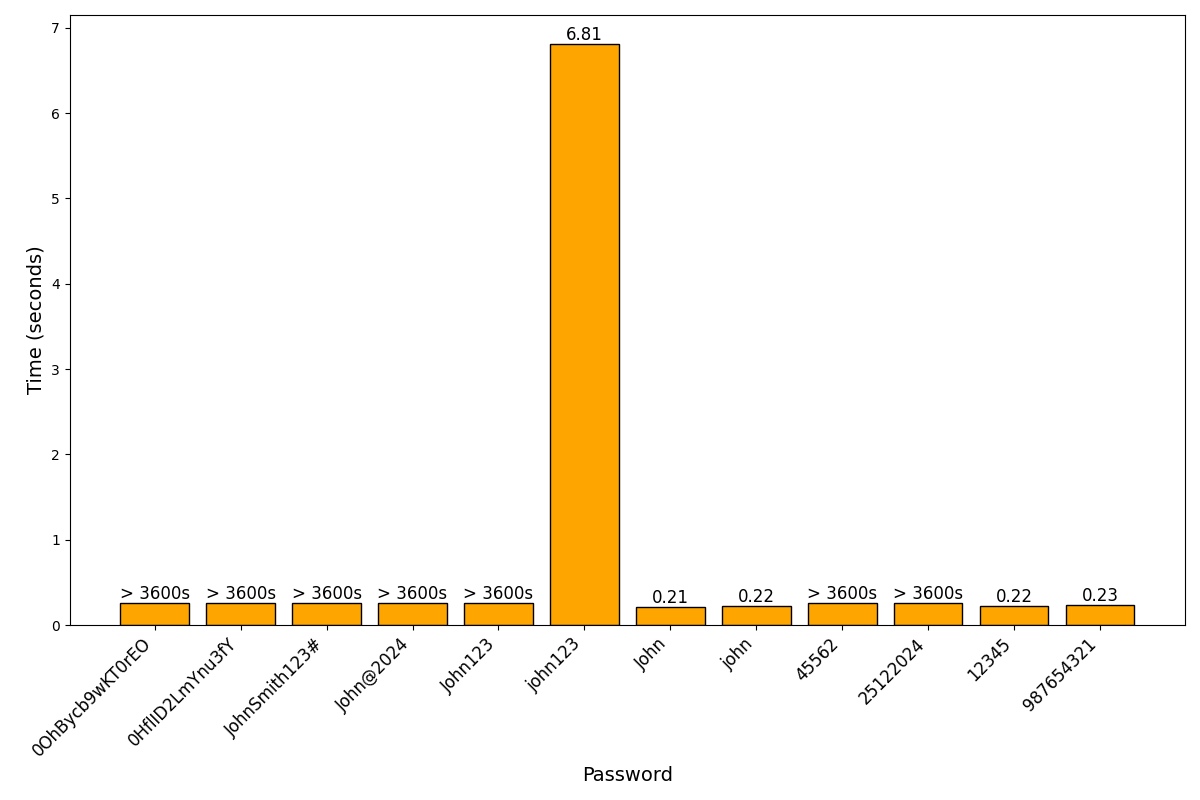 7
6
5
4
3
2
1
0
Time (seconds)
> 3600s
> 3600s
> 3600s
> 3600s
> 3600s
6.81
0.21
0.22
> 3600s
> 3600s
0.22
0.23
0OhBycb9wKT0rEO
0HflID2LmYnu3fY
JohnSmith123#
John@2024
John123
john123
John
john
45562
25122024
12345
987654321
Password